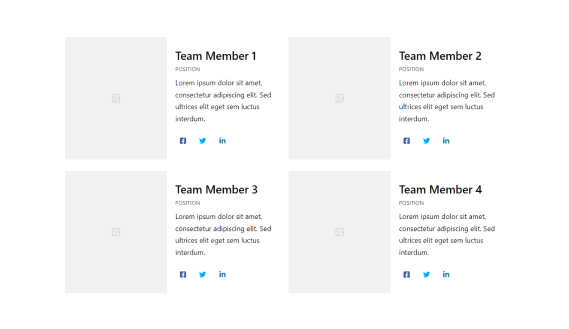 Team Member 1
POSITION
Lorem ipsum dolor sit amet,
consectetur adipiscing elit. Sed
ultrices elit eget sem luctus
interdum.
Team Member 2
POSITION
Lorem ipsum dolor sit amet,
consectetur adipiscing elit. Sed
ultrices elit eget sem luctus
interdum.
Team Member 3
POSITION
Lorem ipsum dolor sit amet,
consectetur adipiscing elit. Sed
ultrices elit eget sem luctus
interdum.
Team Member 4
POSITION
Lorem ipsum dolor sit amet,
consectetur adipiscing elit. Sed
ultrices elit eget sem luctus
interdum.